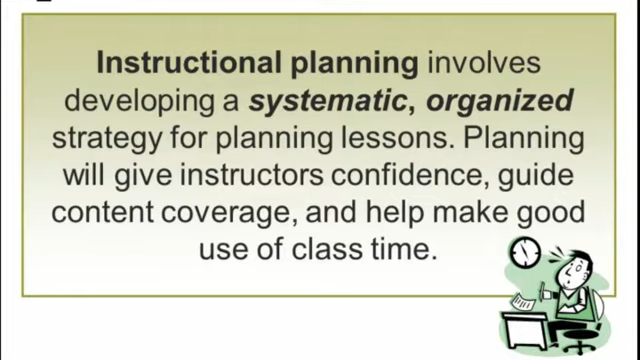 Instructional planning involves
developing a systematic, organized
strategy for planning lessons. Planning
will give instructors confidence, guide
content coverage, and help make good
use of class time.